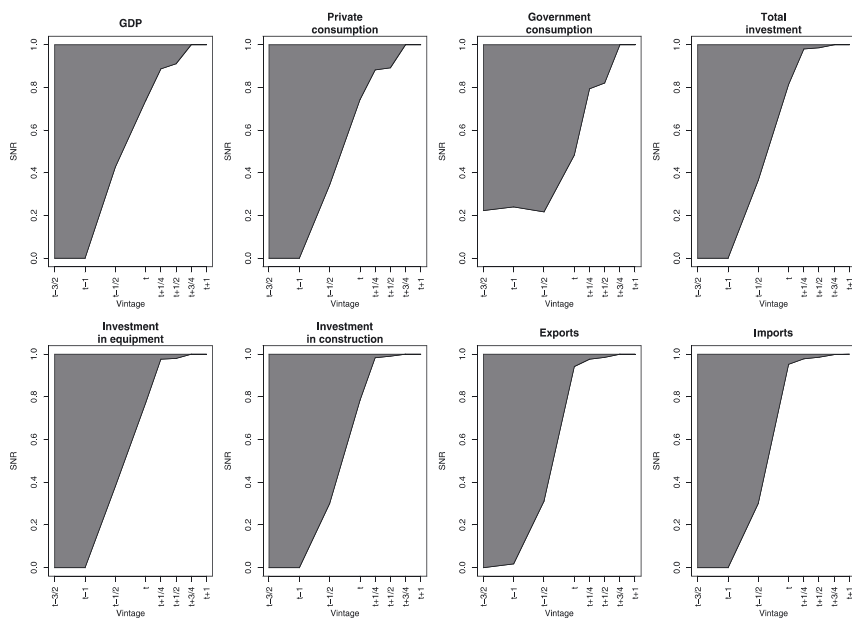 GDP
SNR
1.0
0.8
0.6
0.4
0.2
0.0
t−3/2
t−1
t−1/2
t
t+1/4
t+1/2
t+3/4
t+1
Vintage
Private
consumption
SNR
1.0
0.8
0.6
0.4
0.2
0.0
t−3/2
t−1
t−1/2
t
t+1/4
t+1/2
t+3/4
t+1
Vintage
Government
consumption
SNR
1.0
0.8
0.6
0.4
0.2
0.0
t−3/2
t−1
t−1/2
t
t+1/4
t+1/2
t+3/4
t+1
Vintage
Total
investment
SNR
1.0
0.8
0.6
0.4
0.2
0.0
t−3/2
t−1
t−1/2
t
t+1/4
t+1/2
t+3/4
t+1
Vintage
Investment
in equipment
SNR
1.0
0.8
0.6
0.4
0.2
0.0
t−3/2
t−1
t−1/2
t
t+1/4
t+1/2
t+3/4
t+1
Vintage
Investment
in construction
SNR
1.0
0.8
0.6
0.4
0.2
0.0
t−3/2
t−1
t−1/2
t
t+1/4
t+1/2
t+3/4
t+1
Vintage
Exports
SNR
1.0
0.8
0.6
0.4
0.2
0.0
t−3/2
t−1
t−1/2
t
t+1/4
t+1/2
t+3/4
t+1
Vintage
Imports
SNR
1.0
0.8
0.6
0.4
0.2
0.0
t−3/2
t−1
t−1/2
t
t+1/4
t+1/2
t+3/4
t+1
Vintage